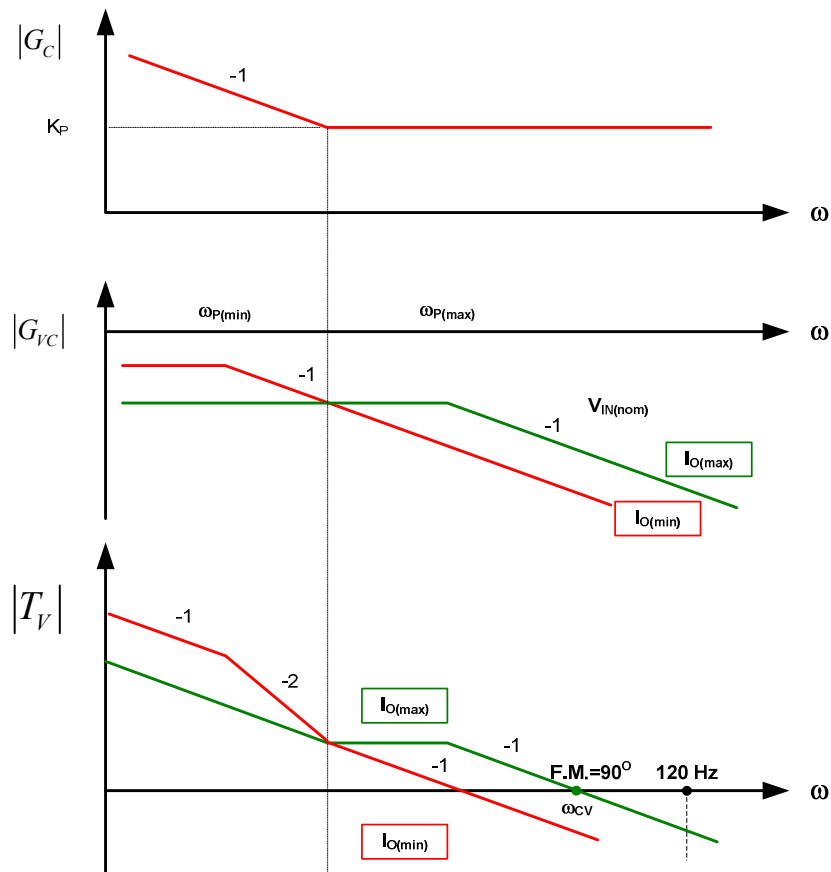 |G_C|
-1
K_P
ω
ω_P(min) ω_P(max)
|G_VC|
ω
-1
V_IN(nom)
-1
I_O(max)
I_O(min)
|T_V|
-1
-2
I_O(max)
-1
-1
F.M.=90^O 120 Hz
ω
ω_CV
I_O(min)